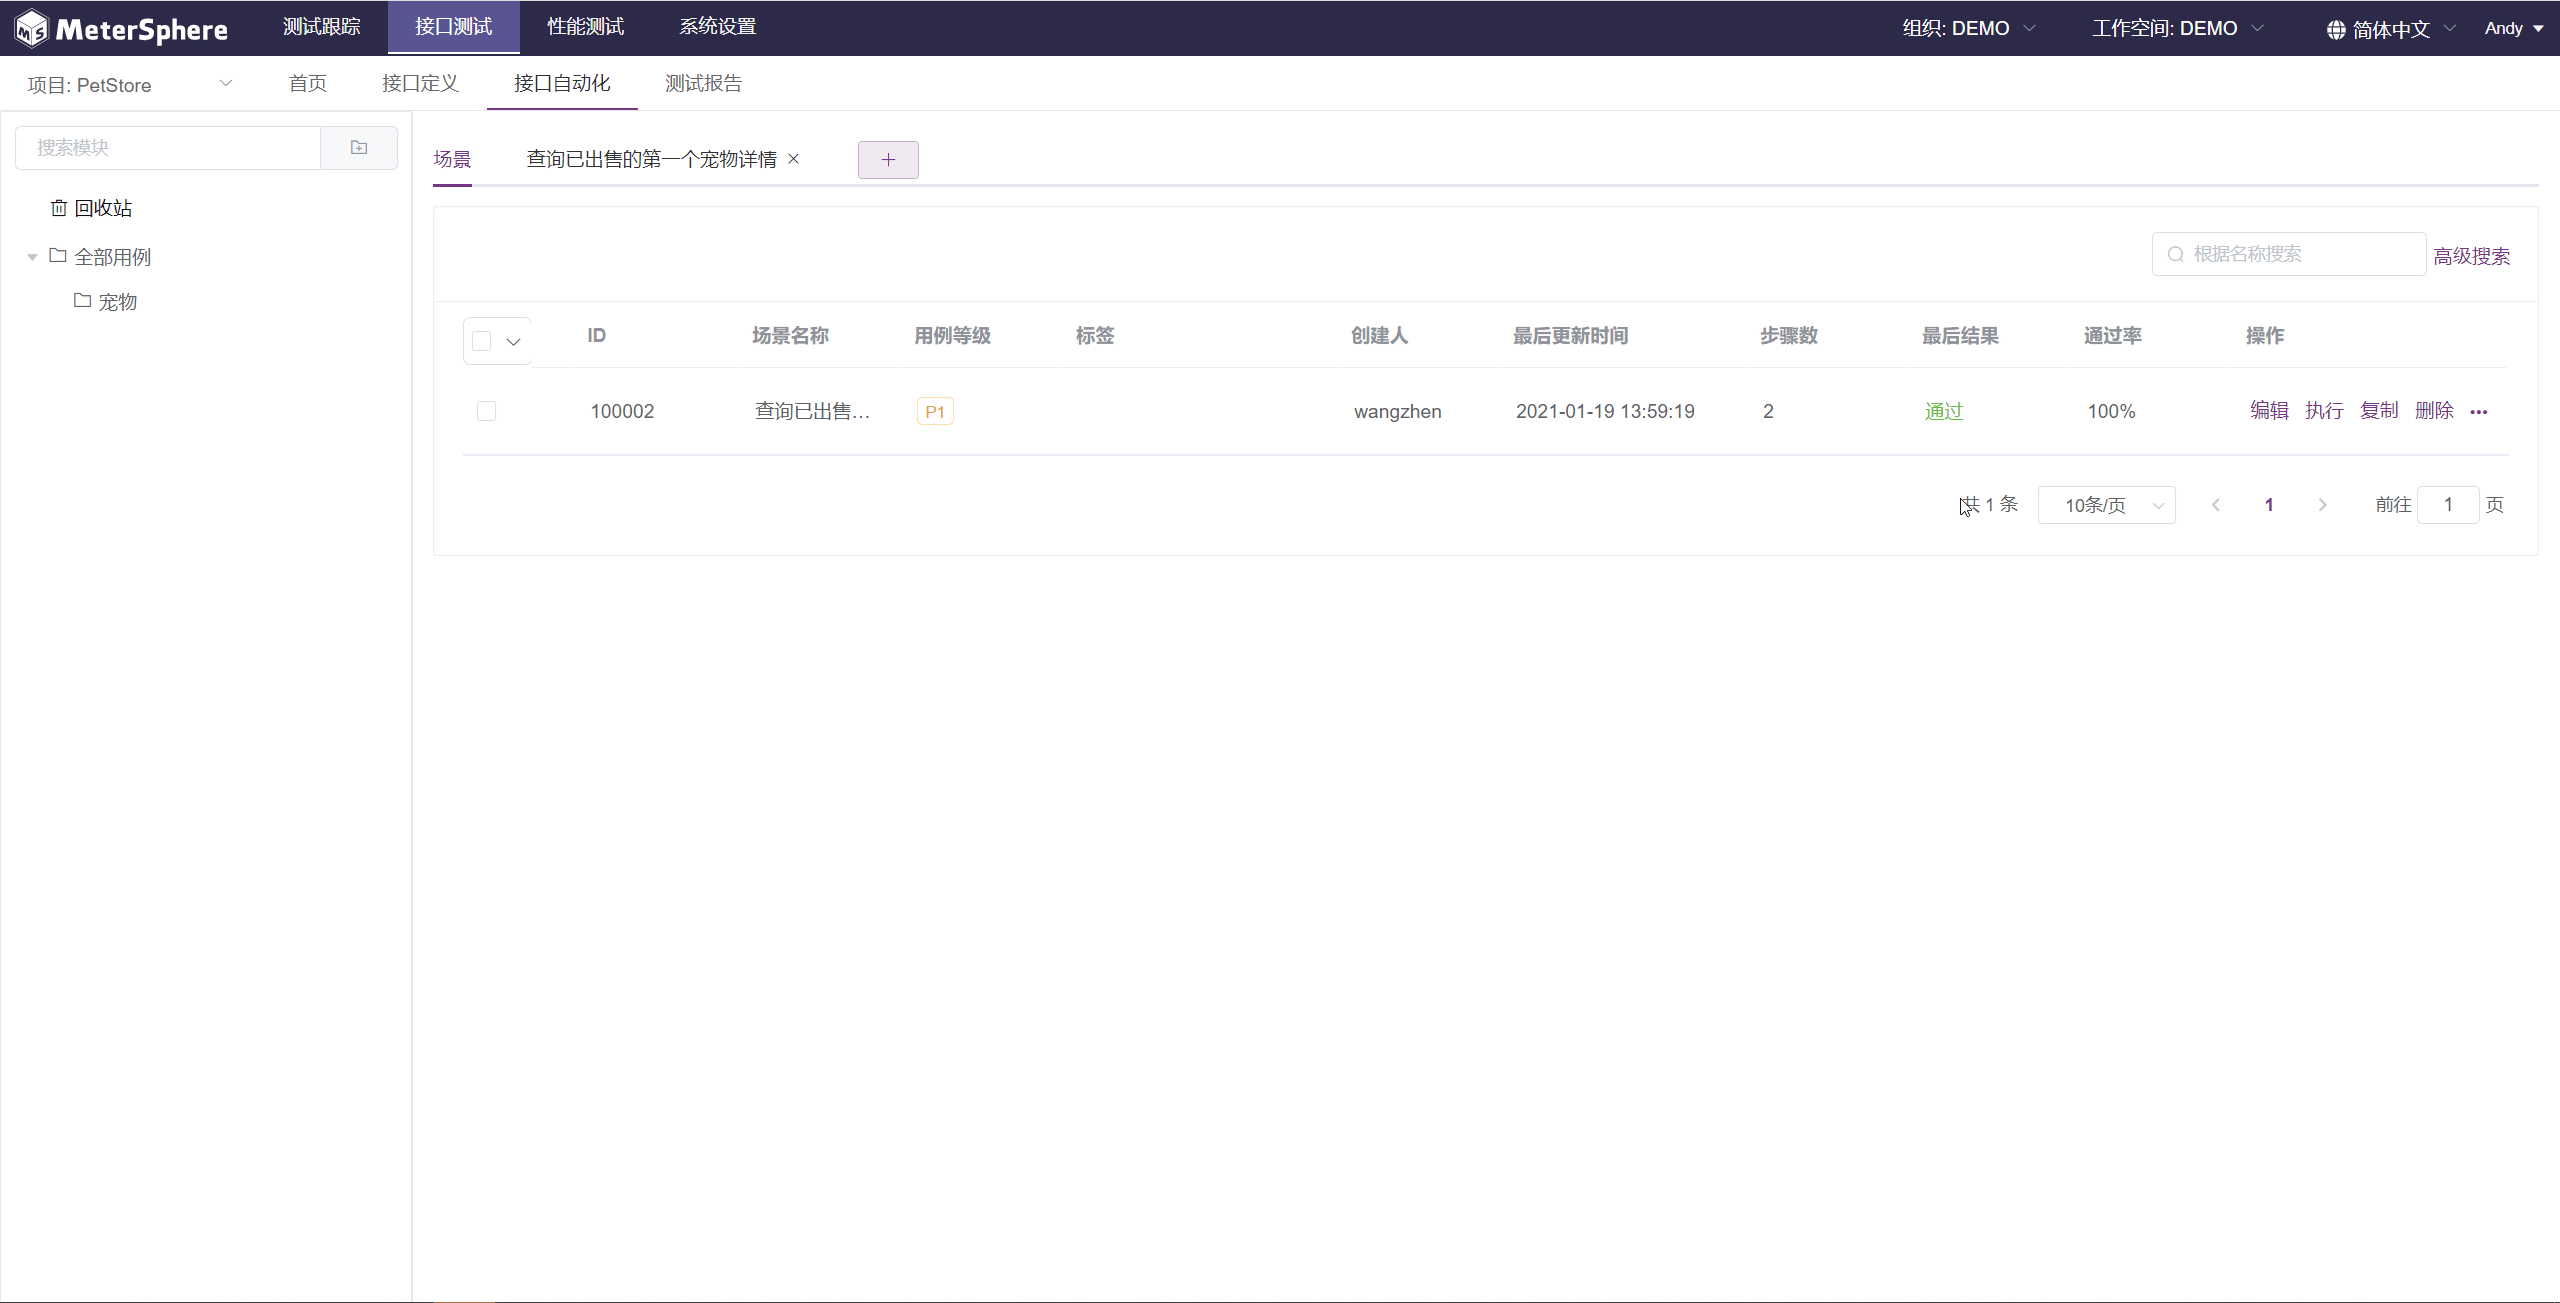 MeterSphere 测试跟踪 接口测试 性能测试 系统设置 组织: DEMO 工作空间: DEMO 简体中文 Andy
项目: PetStore 首页 接口定义 接口自动化 测试报告
搜索模块
回收站
全部用例
宠物
场景 查询已出售的第一个宠物详情
根据名称搜索 高级搜索
ID 场景名称 用例等级 标签 创建人 最后更新时间 步骤数 最后结果 通过率 操作
100002 查询已出售... P1 wangzhen 2021-01-19 13:59:19 2 通过 100% 编辑 执行 复制 删除
共 1 条 10条/页 1 前往 1 页